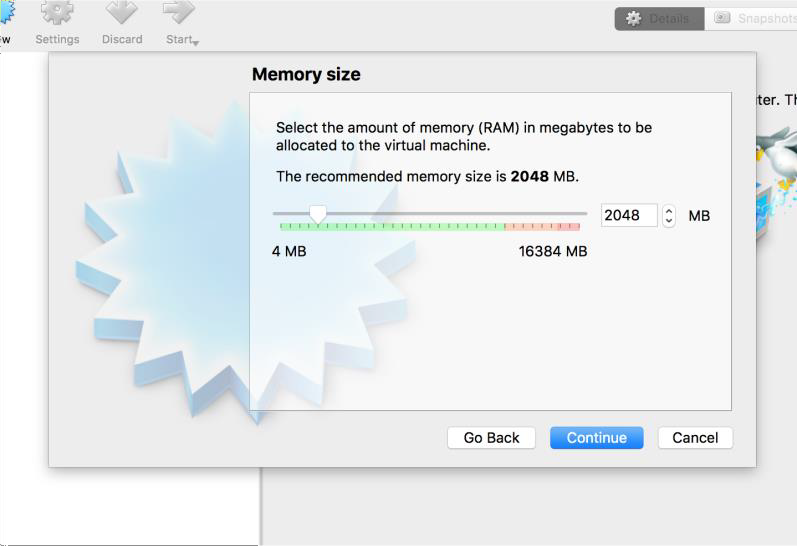 w Settings Discard Start
Details Snapshots
Memory size
ter. Th
Select the amount of memory (RAM) in megabytes to be
allocated to the virtual machine.
The recommended memory size is 2048 MB.
2048 MB
4 MB 16384 MB
Go Back Continue Cancel